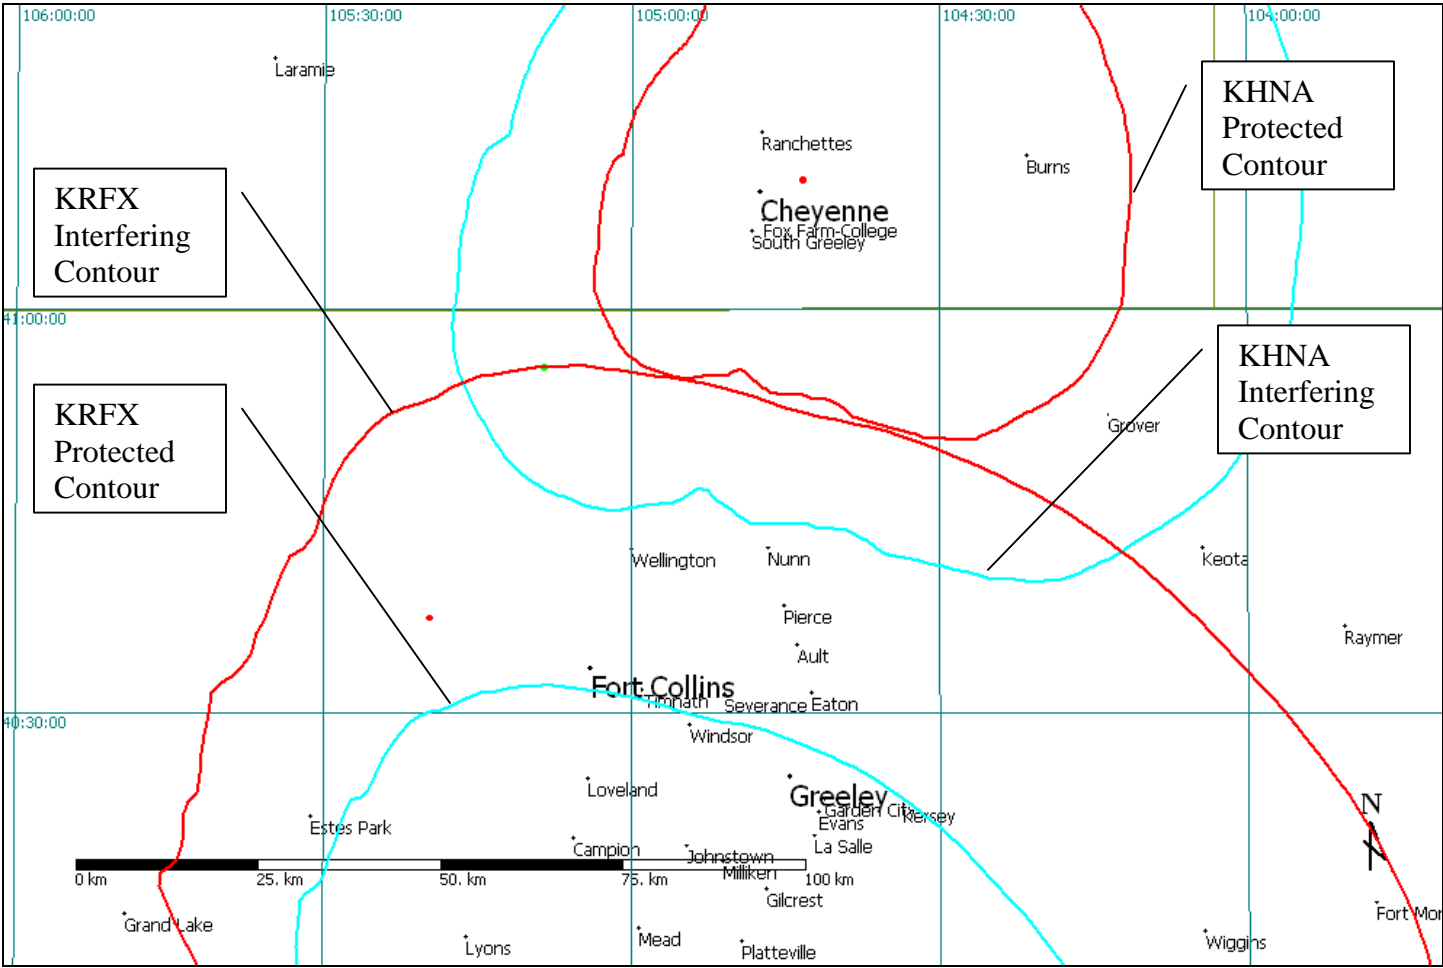 106:00:00
105:30:00
105:00:00
104:30:00
104:00:00
Laramie
KHNA
Protected
Contour
Ranchettes
Burns
KRFX
Interfering
Contour
Cheyenne
Fox Farm-College
South Greeley
41:00:00
KHNA
Interfering
Contour
KRFX
Protected
Contour
Grover
Wellington
Nunn
Keota
Pierce
Raymer
Ault
Fort Collins
Timnath
Severance
Eaton
40:30:00
Windsor
Loveland
Greeley
Garden City
Kersey
N
Estes Park
Evans
Campion
La Salle
Johnstown
Milliken
0 km
25. km
50. km
75. km
100 km
Gilcrest
Grand Lake
Fort Mor
Lyons
Mead
Platteville
Wiggins